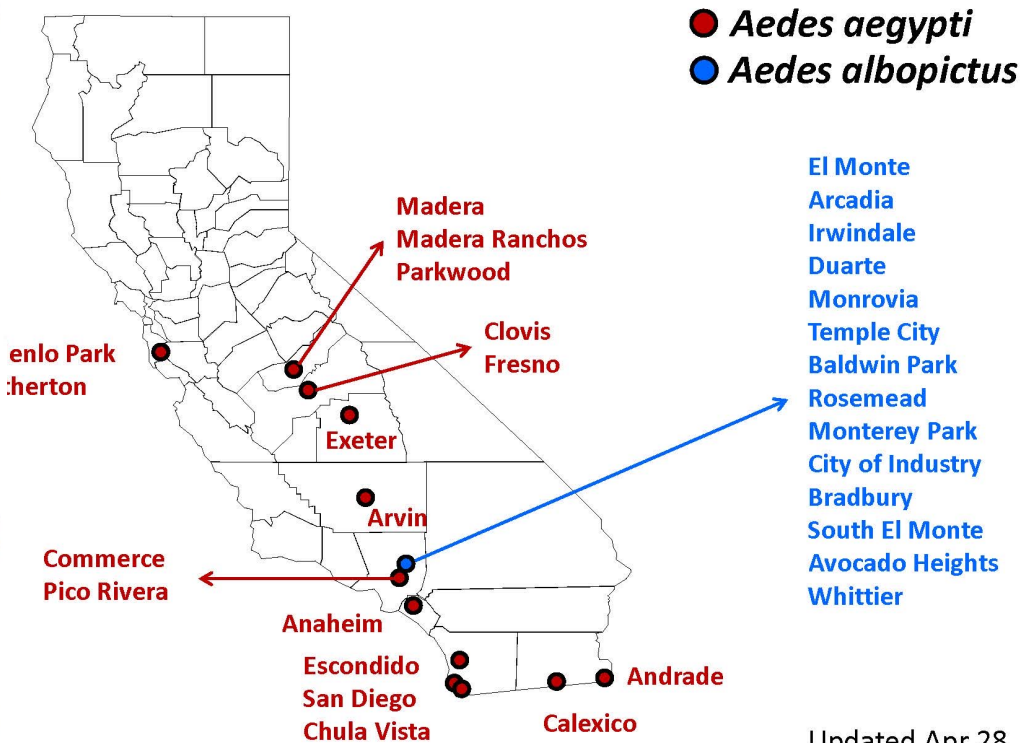 Aedes aegypti
Aedes albopictus
El Monte
Arcadia
Irwindale
Duarte
Monrovia
Temple City
Baldwin Park
Rosemead
Monterey Park
City of Industry
Bradbury
South El Monte
Avocado Heights
Whittier
Madera
Madera Ranchos
Parkwood
Clovis
Fresno
enlo Park
therton
Exeter
Arvin
Commerce
Pico Rivera
Anaheim
Escondido
San Diego
Chula Vista
Andrade
Calexico
Updated Apr 28